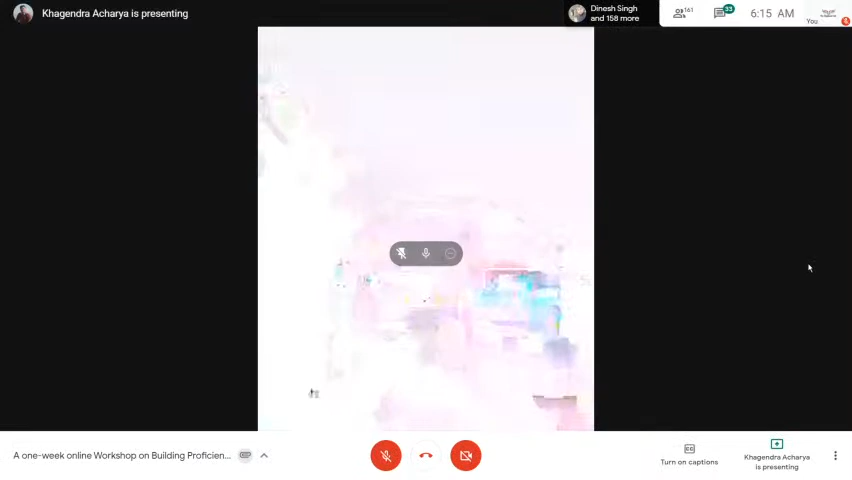 Khagendra Acharya is presenting
Dinesh Singh
and 158 more
161
33
6:15 AM
You
A one-week online Workshop on Building Proficien...
Turn on captions
Khagendra Acharya
is presenting